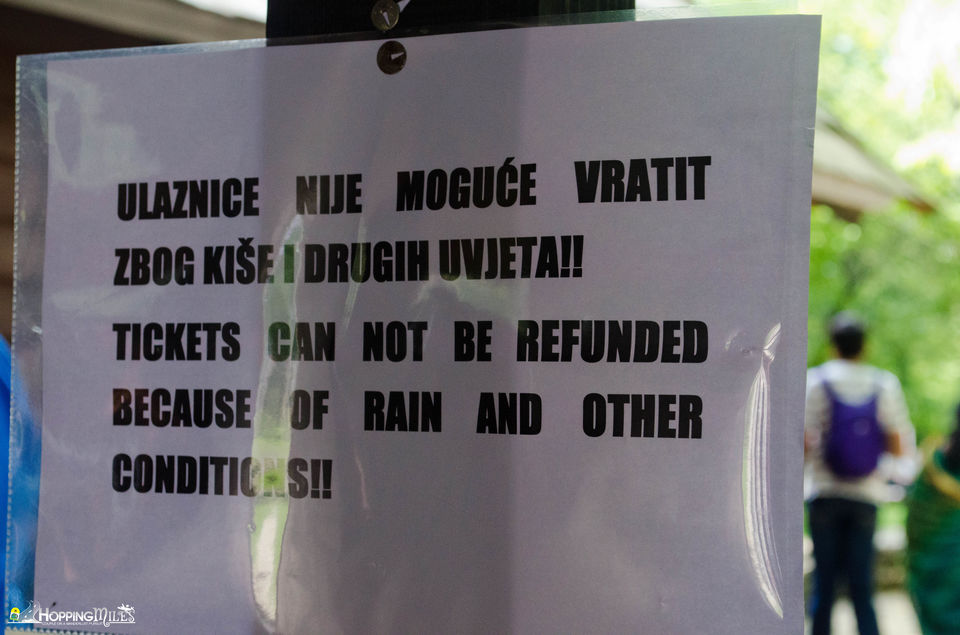 ULAZNICE NIJE MOGUĆE VRATIT
ZBOG KIŠE I DRUGIH UVJETA!!
TICKETS CAN NOT BE REFUNDED
BECAUSE OF RAIN AND OTHER
CONDITIONS!!
HOPPINGMILES